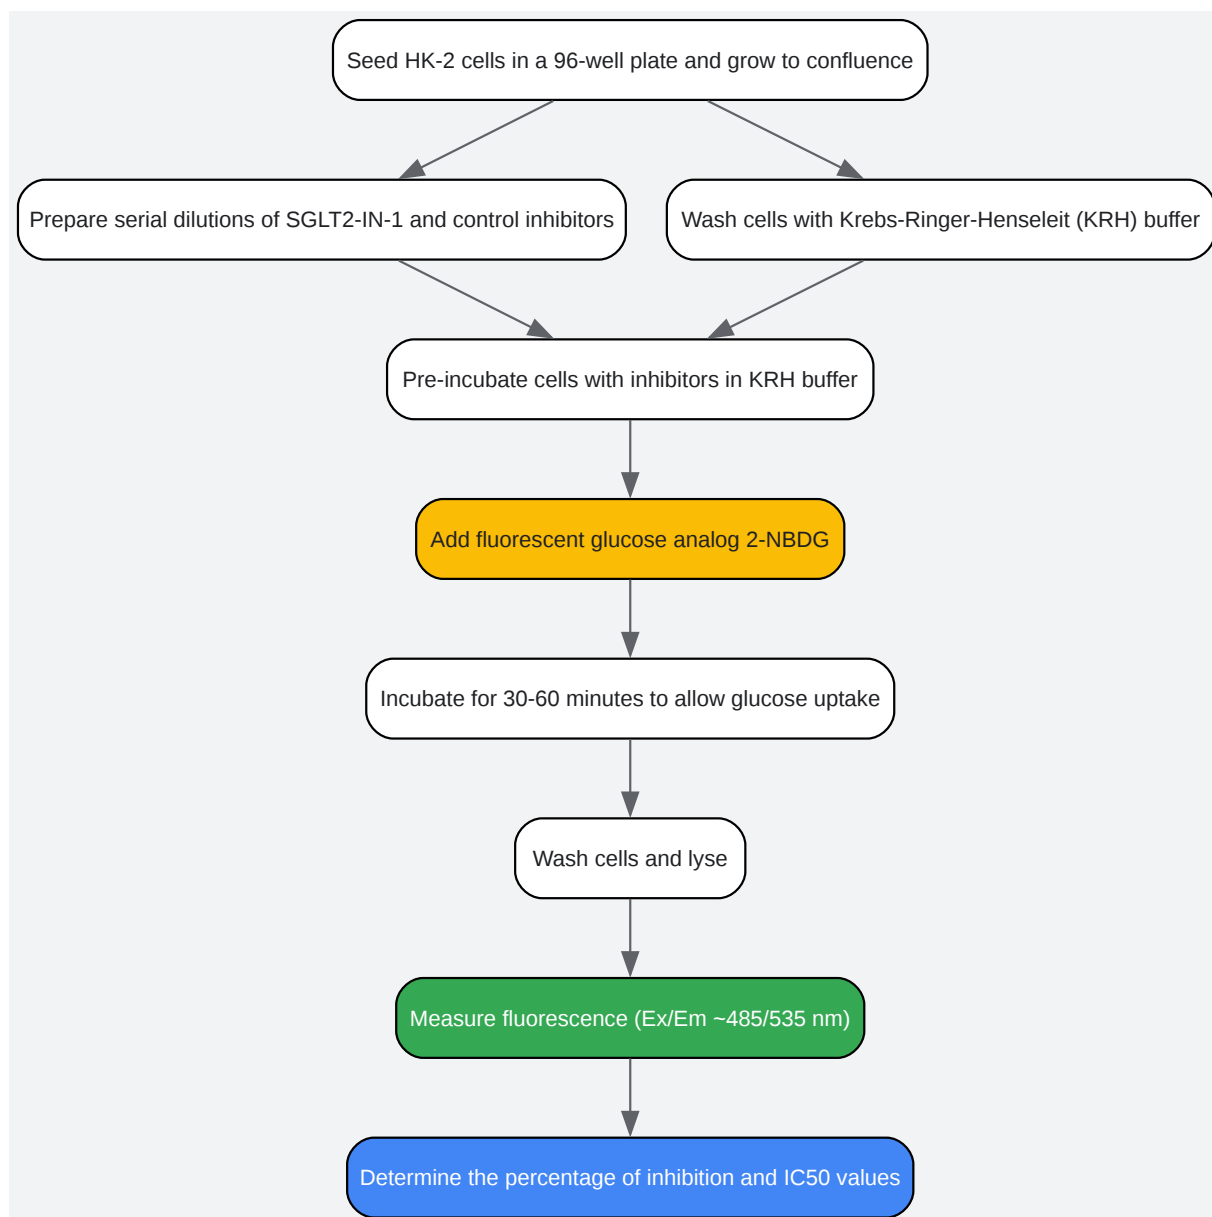 Seed HK-2 cells in a 96-well plate and grow to confluence
Prepare serial dilutions of SGLT2-IN-1 and control inhibitors
Wash cells with Krebs-Ringer-Henseleit (KRH) buffer
Pre-incubate cells with inhibitors in KRH buffer
Add fluorescent glucose analog 2-NBDG
Incubate for 30-60 minutes to allow glucose uptake
Wash cells and lyse
Measure fluorescence (Ex/Em ~485/535 nm)
Determine the percentage of inhibition and IC50 values